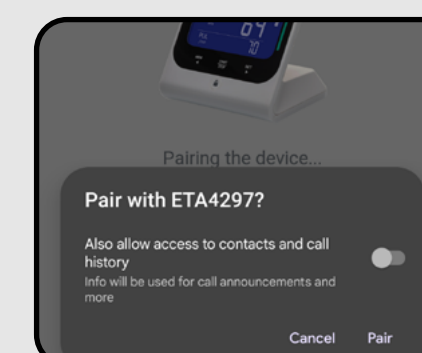 Pairing the device...
Pair with ETA4297?
Also allow access to contacts and call
history
Info will be used for call announcements and
more
Cancel Pair